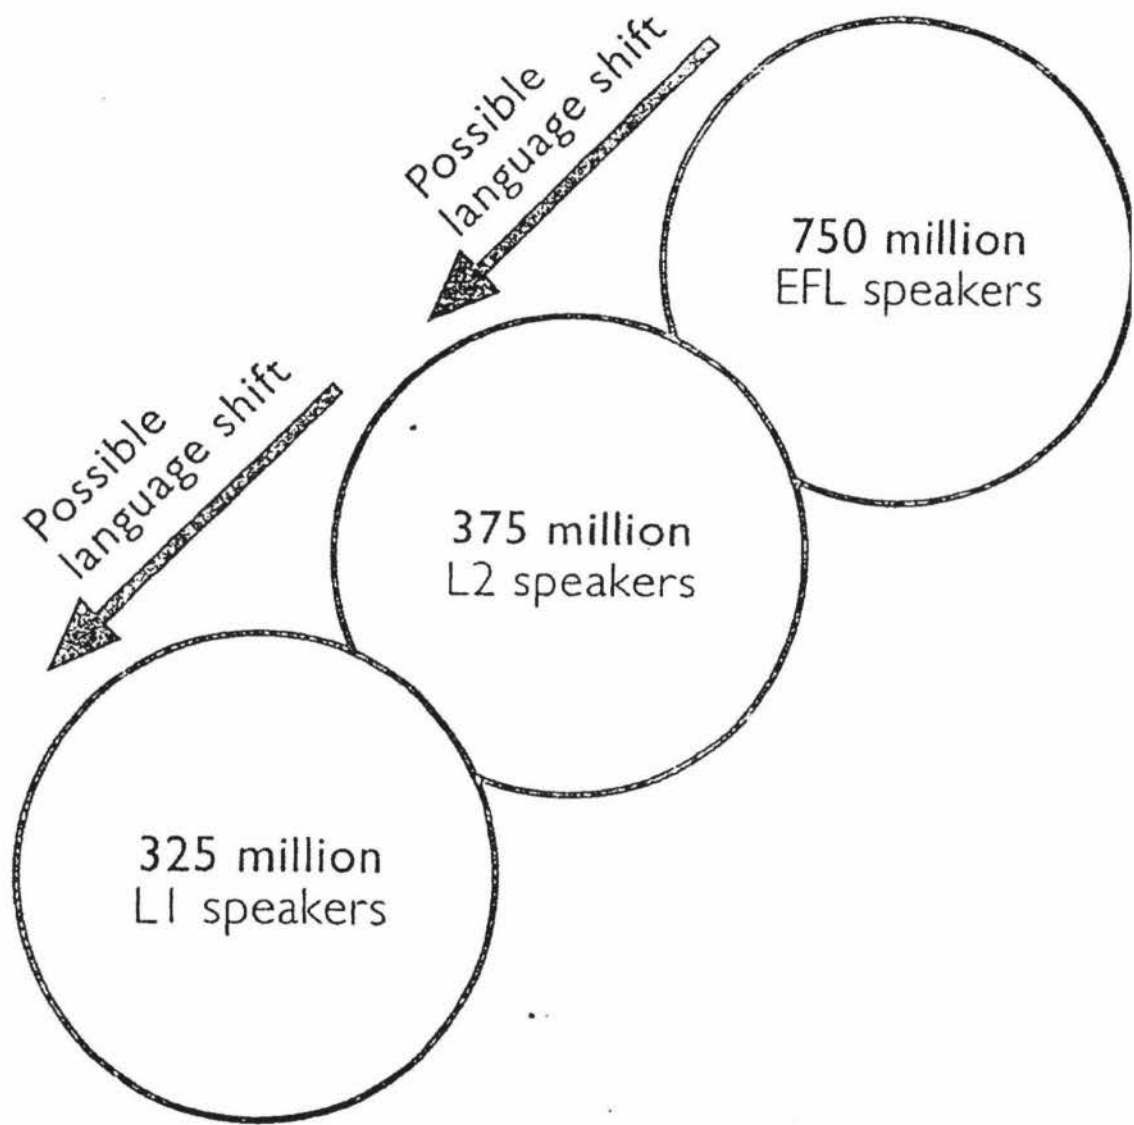 Possible
language shift
750 million
EFL speakers
Possible
language shift
375 million
L2 speakers
325 million
L1 speakers